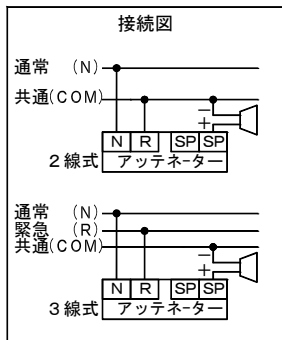 接続図
通常 (N)
共通(COM)
− +
N R SP SP
2線式 アッテネーター
通常 (N)
緊急 (R)
共通(COM)
− +
N R SP SP
3線式 アッテネーター